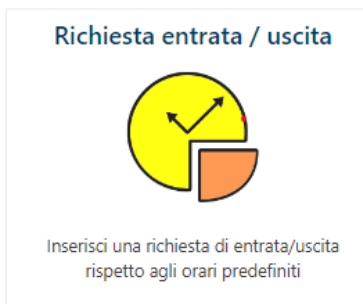 Richiesta entrata / uscita
Inserisci una richiesta di entrata/uscita
rispetto agli orari predefiniti